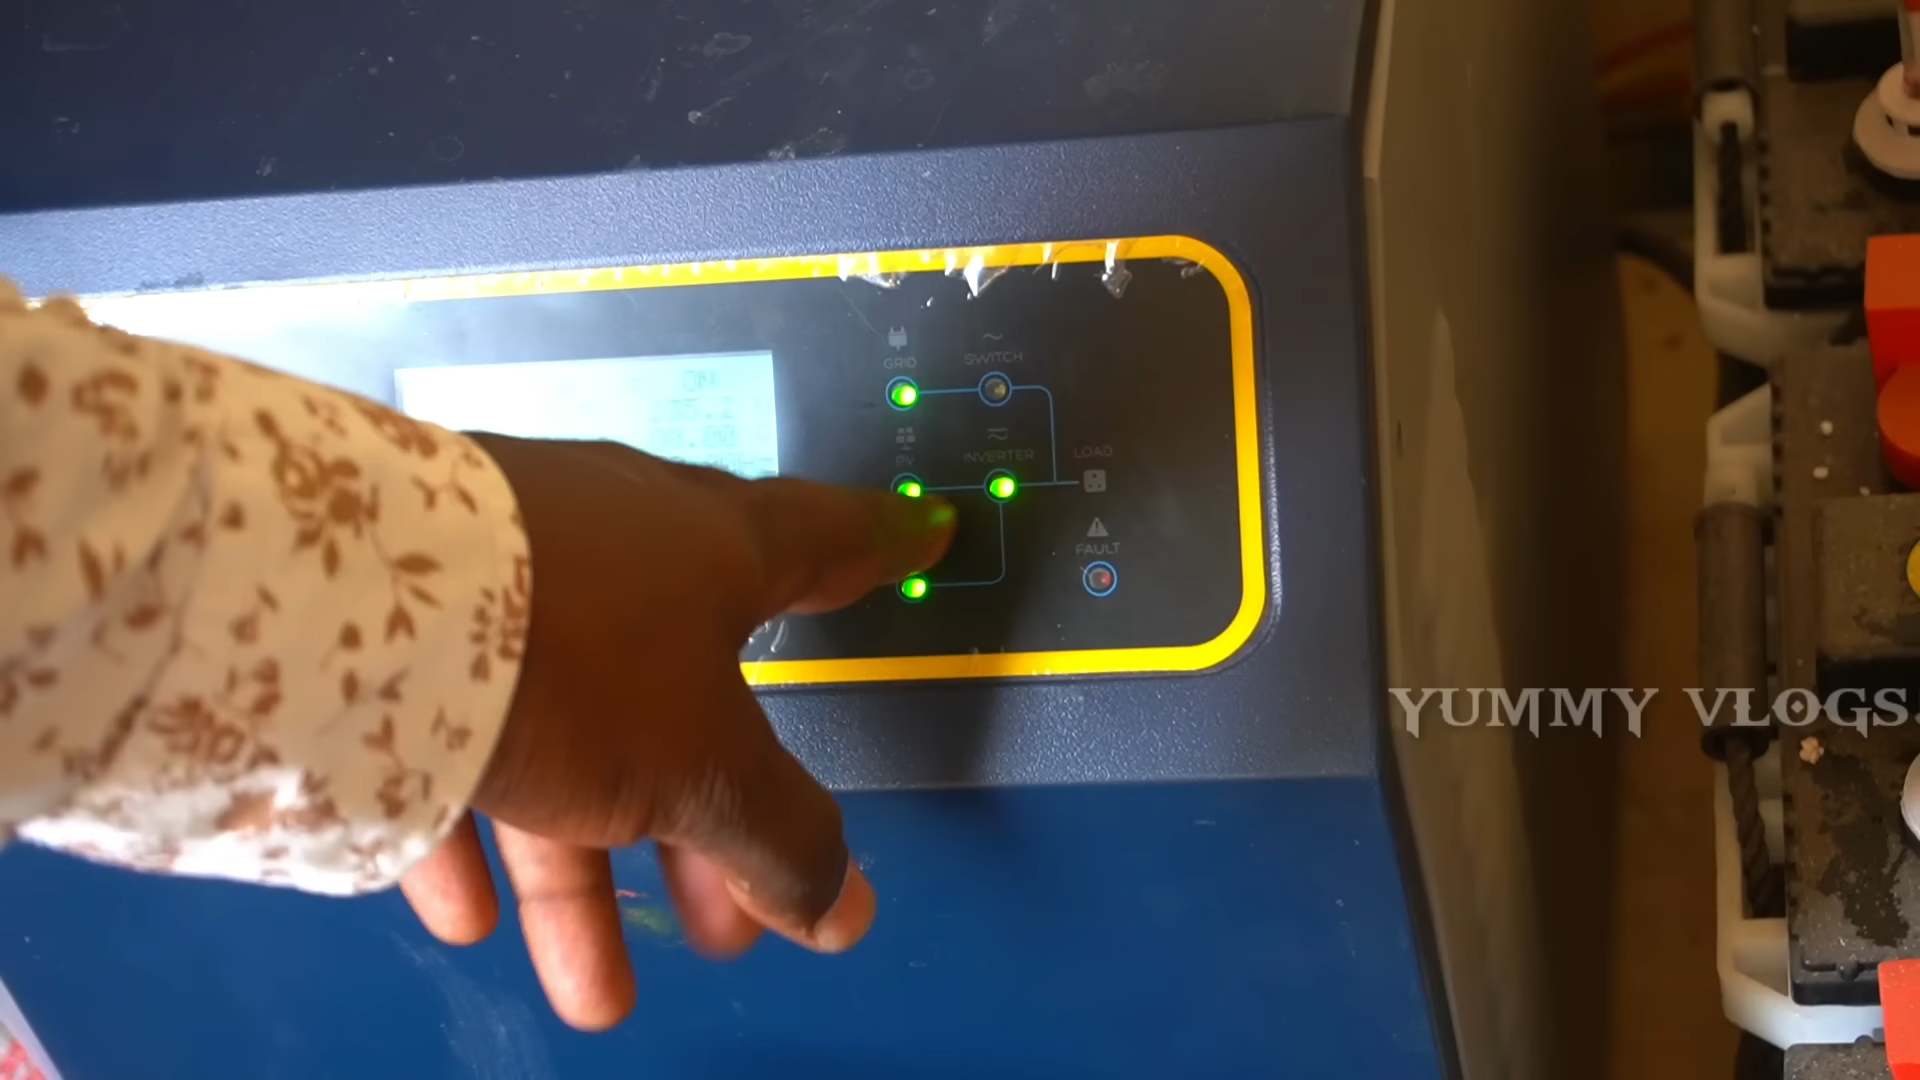 ON
GRID
SWITCH
PV
INVERTER
LOAD
FAULT
YUMMY VLOGS.